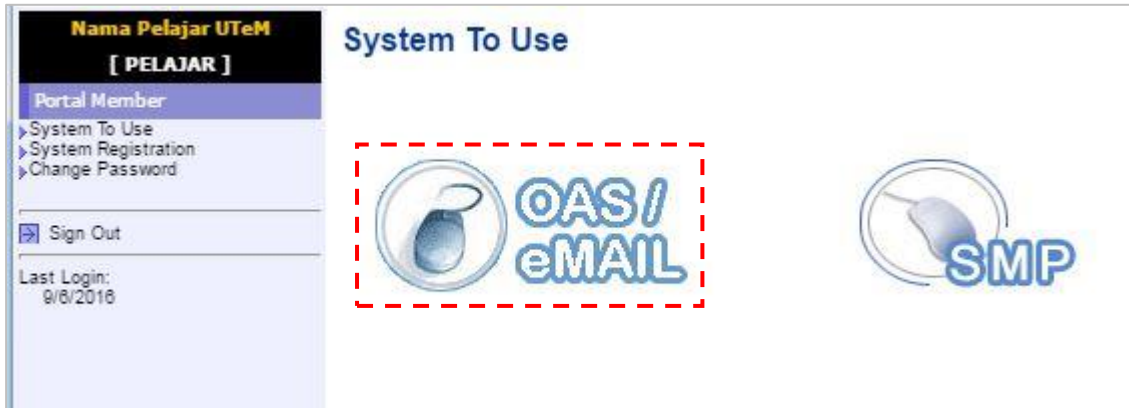 Nama Pelajar UTeM
[ PELAJAR ]
Portal Member
System To Use
System Registration
Change Password
Sign Out
Last Login:
9/6/2016
System To Use
OAS /
eMAIL
SMP